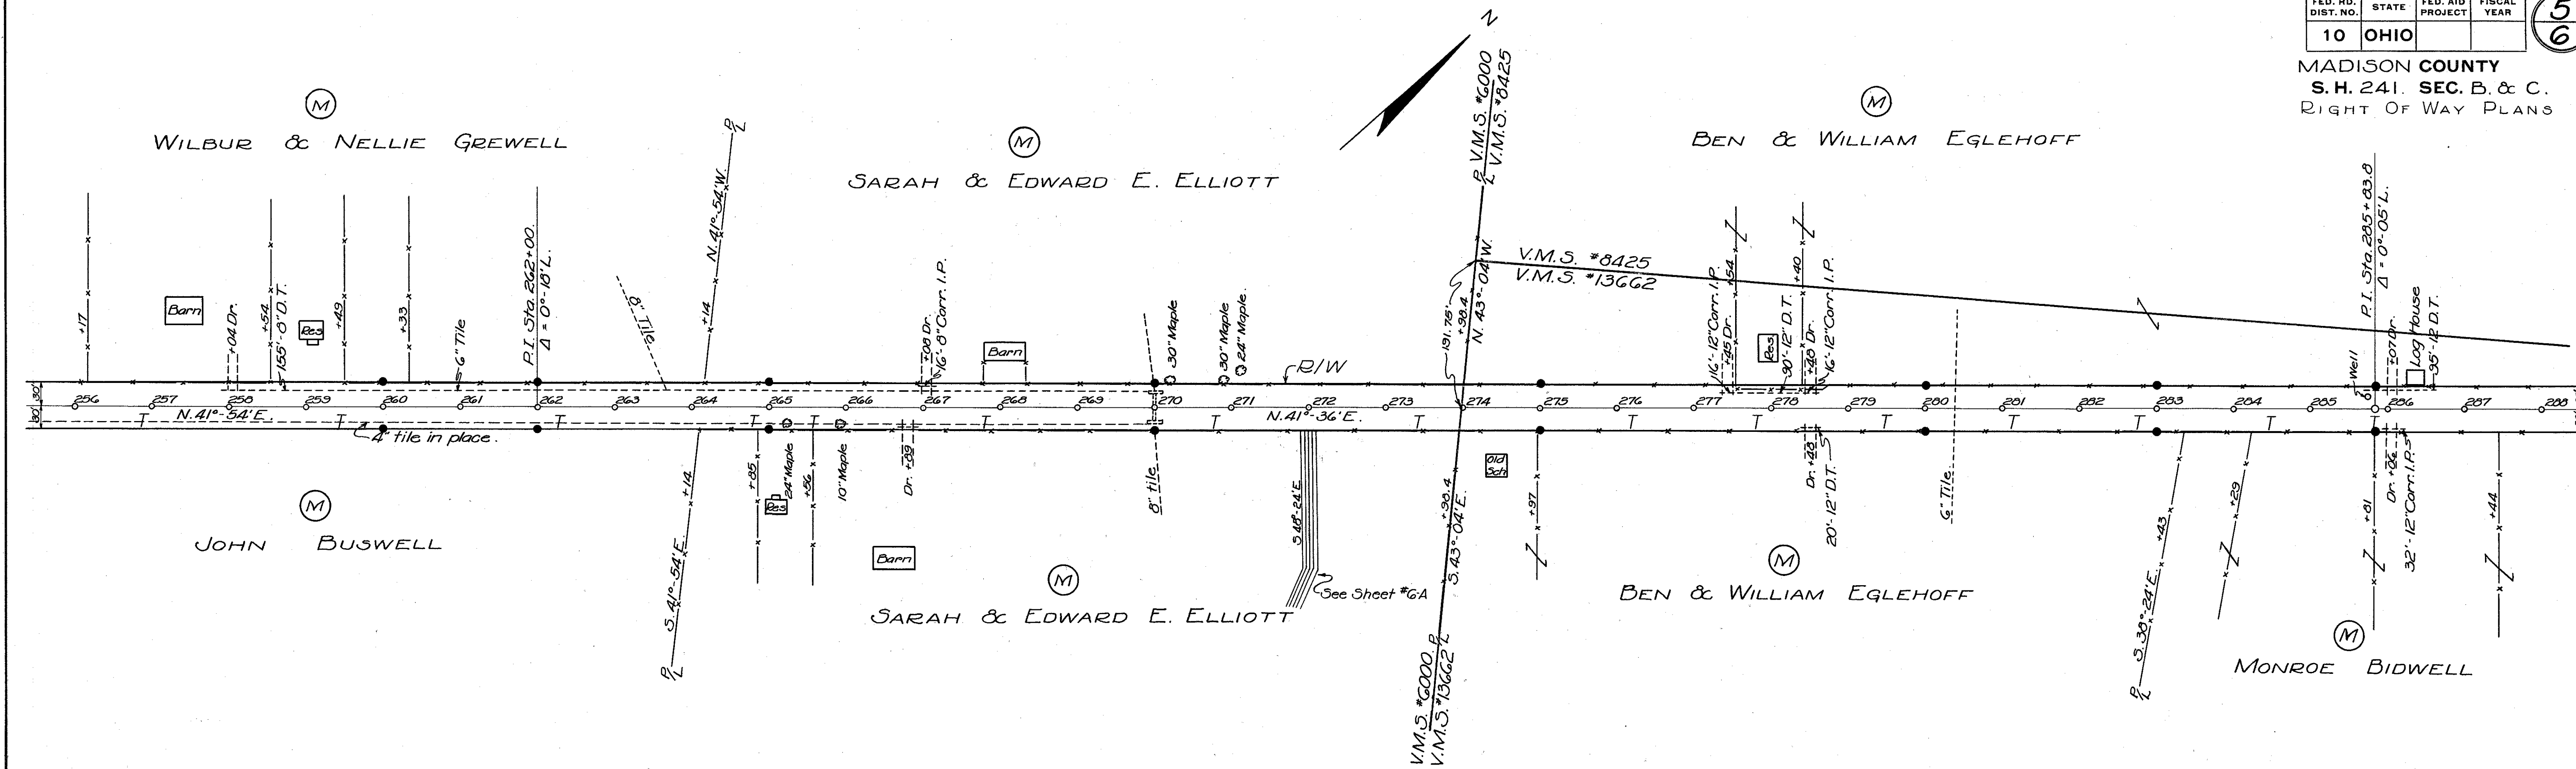 FED. RD. DIST. NO. STATE FED. AID PROJECT FISCAL YEAR
10 OHIO
5
6
MADISON COUNTY
S. H. 241. SEC. B. & C.
RIGHT OF WAY PLANS
N
M
WILBUR & NELLIE GREWELL
M
SARAH & EDWARD E. ELLIOTT
M
BEN & WILLIAM EGLEHOFF
P/L V.M.S. #6000
V.M.S. #8425
+17
Barn
+04 Dr.
+54
155'-8" D.T.
Res
+49
+33
6" Tile
P.I. Sta. 262+00.
Δ = 0°-18' L.
8" Tile
+14
N. 41°-54' W.
P/L
+08 Dr.
16'-8" Corr. I.P.
Barn
30" Maple
30" Maple
24" Maple
R/W
191.75'
+98.4
N. 43°-04' W.
V.M.S. #8425
V.M.S. #13662
16'-12" Corr. I.P.
+45 Dr.
+54
Res
90'-12" D.T.
+40
+48 Dr.
16'-12" Corr. I.P.
P.I. Sta. 285+83.8
Δ = 0°-05' L.
Well
+07 Dr.
Log House
95'-12 D.T.
30' 30'
256 257 258 259 260 261 262 263 264 265 266 267 268 269 270 271 272 273 274 275 276 277 278 279 280 281 282 283 284 285 286 287 288
N. 41°-54' E.
N. 41°-36' E.
T T T T T T T T T T T T T T T T T T
4" tile in place.
M
JOHN BUSWELL
S. 41°-54' E.
+14
P/L
+85
24" Maple
Res
+56
10" Maple
Dr. +89
Barn
8" tile
M
SARAH & EDWARD E. ELLIOTT
S 48°-24' E
See Sheet #6-A
+98.4
S. 43°-04' E.
V.M.S. #6000. P/L
V.M.S. #13662
Old Sch
+97
Dr. +48
20'-12" D.T.
6" Tile
M
BEN & WILLIAM EGLEHOFF
+43
S. 38°-24' E.
P/L
+29
+81
Dr. +06
32'-12" Corr. I.P.
+44
M
MONROE BIDWELL